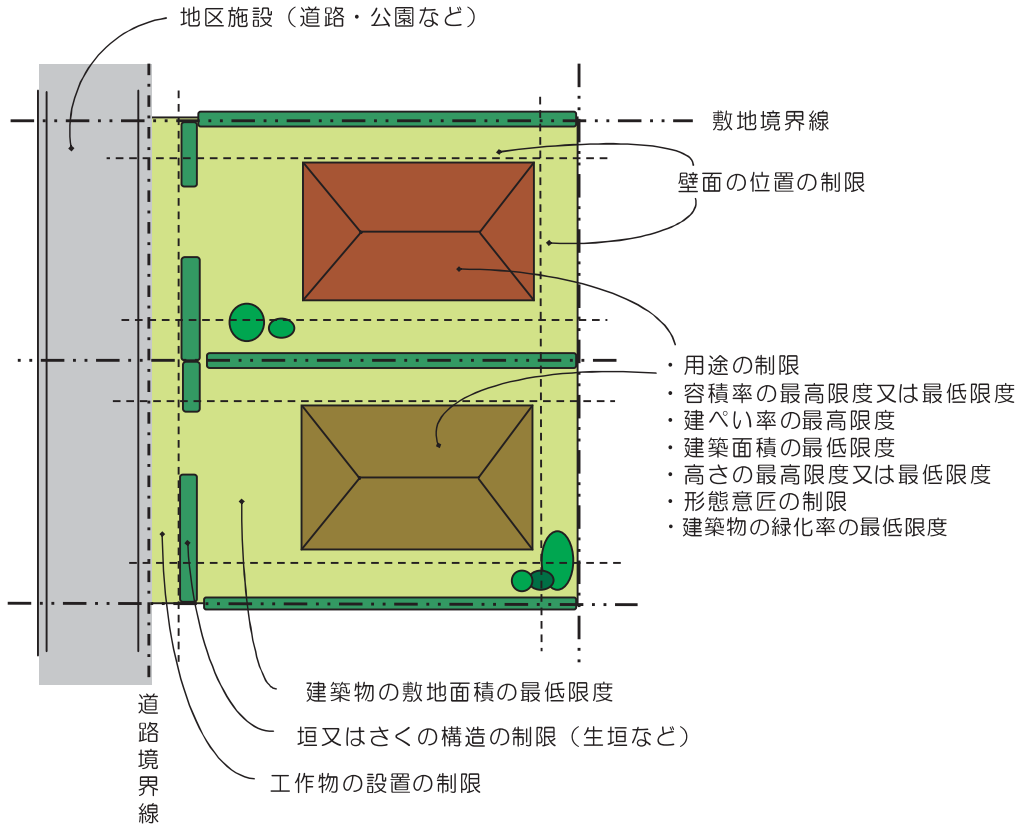 地区施設（道路・公園など）
敷地境界線
壁面の位置の制限
・用途の制限
・容積率の最高限度又は最低限度
・建ぺい率の最高限度
・建築面積の最低限度
・高さの最高限度又は最低限度
・形態意匠の制限
・建築物の緑化率の最低限度
建築物の敷地面積の最低限度
垣又はさくの構造の制限（生垣など）
工作物の設置の制限
道路境界線